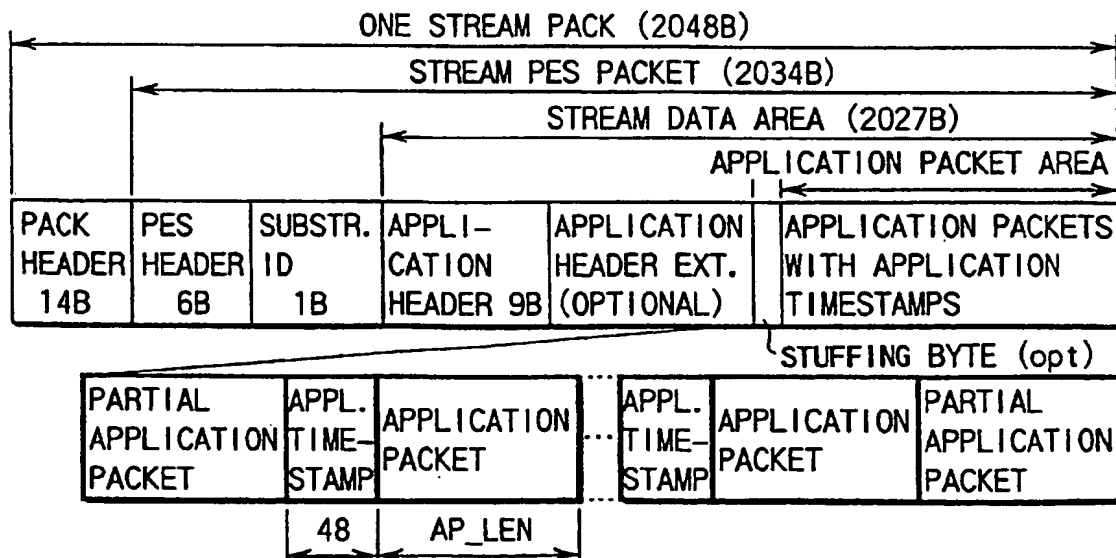 ONE STREAM PACK (2048B)
STREAM PES PACKET (2034B)
STREAM DATA AREA (2027B)
APPLICATION PACKET AREA
PACK
HEADER
14B
PES
HEADER
6B
SUBSTR.
ID
1B
APPLI-
CATION
HEADER 9B
APPLICATION
HEADER EXT.
(OPTIONAL)
APPLICATION PACKETS
WITH APPLICATION
TIMESTAMPS
STUFFING BYTE (opt)
PARTIAL
APPLICATION
PACKET
APPL.
TIME-
STAMP
APPLICATION
PACKET
APPL.
TIME-
STAMP
APPLICATION
PACKET
PARTIAL
APPLICATION
PACKET
48
AP_LEN